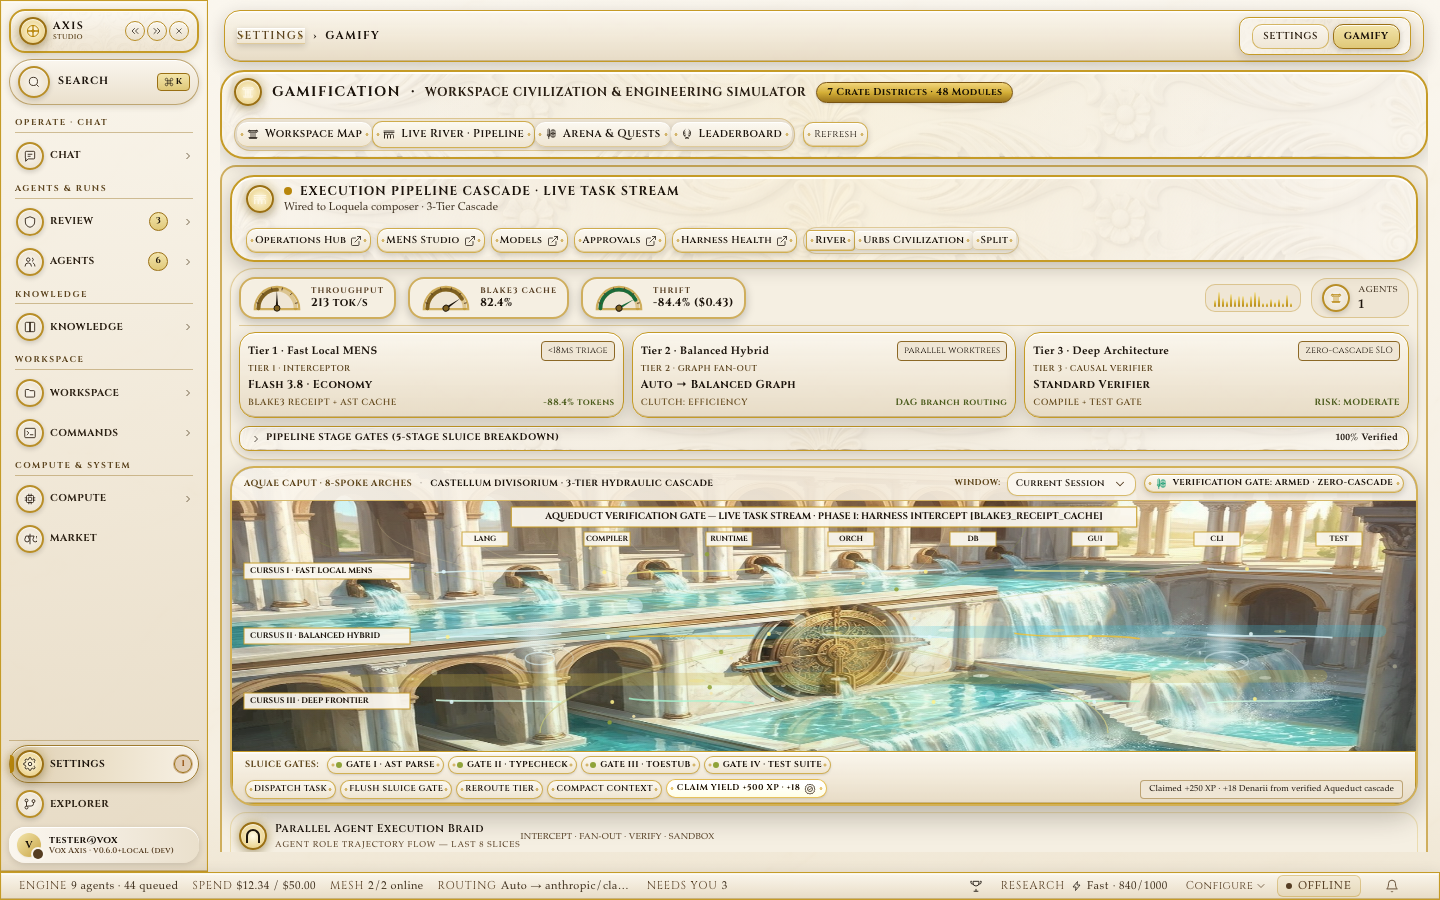 AXIS
STUDIO
SEARCH
⌘ K
OPERATE · CHAT
CHAT
AGENTS & RUNS
REVIEW 3
AGENTS 6
KNOWLEDGE
KNOWLEDGE
WORKSPACE
WORKSPACE
COMMANDS
COMPUTE & SYSTEM
COMPUTE
MARKET
SETTINGS 1
EXPLORER
V
TESTER@VOX
VOX AXIS · V0.6.0+LOCAL (DEV)
SETTINGS › GAMIFY
SETTINGS GAMIFY
GAMIFICATION · WORKSPACE CIVILIZATION & ENGINEERING SIMULATOR 7 CRATE DISTRICTS · 48 MODULES
WORKSPACE MAP LIVE RIVER · PIPELINE ARENA & QUESTS LEADERBOARD REFRESH
EXECUTION PIPELINE CASCADE · LIVE TASK STREAM
Wired to Loquela composer · 3-Tier Cascade
OPERATIONS HUB MENS STUDIO MODELS APPROVALS HARNESS HEALTH RIVER URBS CIVILIZATION SPLIT
THROUGHPUT
213 TOK/S
BLAKE3 CACHE
82.4%
THRIFT
-84.4% ($0.43)
AGENTS
1
Tier 1 · Fast Local MENS <18MS TRIAGE
TIER 1 · INTERCEPTOR
FLASH 3.8 · ECONOMY
BLAKE3 RECEIPT + AST CACHE -88.4% TOKENS
Tier 2 · Balanced Hybrid PARALLEL WORKTREES
TIER 2 · GRAPH FAN-OUT
AUTO → BALANCED GRAPH
CLUTCH: EFFICIENCY DAG BRANCH ROUTING
Tier 3 · Deep Architecture ZERO-CASCADE SLO
TIER 3 · CAUSAL VERIFIER
STANDARD VERIFIER
COMPILE + TEST GATE RISK: MODERATE
PIPELINE STAGE GATES (5-STAGE SLUICE BREAKDOWN) 100% Verified
AQUAE CAPUT · 8-SPOKE ARCHES · CASTELLUM DIVISORIUM · 3-TIER HYDRAULIC CASCADE WINDOW: CURRENT SESSION VERIFICATION GATE: ARMED · ZERO-CASCADE
AQUEDUCT VERIFICATION GATE — LIVE TASK STREAM · PHASE I: HARNESS INTERCEPT [BLAKE3_RECEIPT_CACHE]
LANG COMPILER RUNTIME ORCH DB GUI CLI TEST
CURSUS I · FAST LOCAL MENS
CURSUS II · BALANCED HYBRID
CURSUS III · DEEP FRONTIER
SLUICE GATES: GATE I · AST PARSE GATE II · TYPECHECK GATE III · TOESTUB GATE IV · TEST SUITE
DISPATCH TASK FLUSH SLUICE GATE REROUTE TIER COMPACT CONTEXT CLAIM YIELD +500 XP · +18 Claimed +250 XP · +18 Denarii from verified Aqueduct cascade
PARALLEL AGENT EXECUTION BRAID
AGENT ROLE TRAJECTORY FLOW — LAST 8 SLICES
INTERCEPT · FAN-OUT · VERIFY · SANDBOX
ENGINE 9 agents · 44 queued SPEND $12.34 / $50.00 MESH 2/2 online ROUTING Auto → anthropic/cla... NEEDS YOU 3 RESEARCH Fast · 840/1000 CONFIGURE OFFLINE